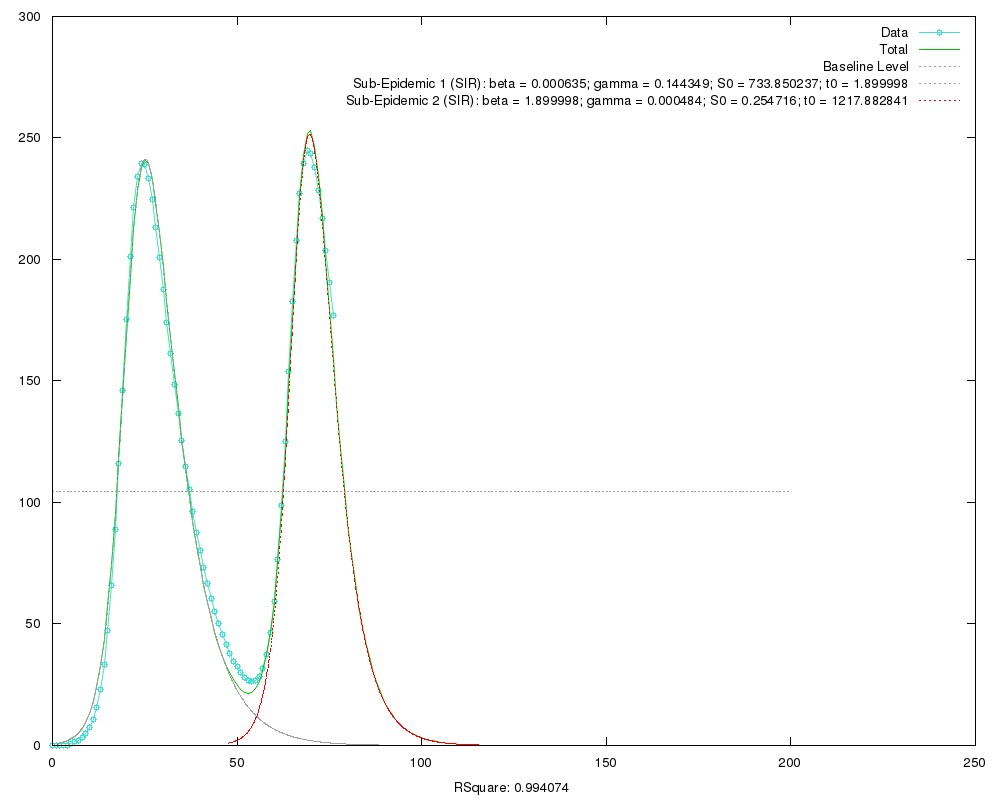 300
250
200
150
100
50
0
Data
Total
Baseline Level
Sub-Epidemic 1 (SIR): beta = 0.000635; gamma = 0.144349; S0 = 733.850237; t0 = 1.899998
Sub-Epidemic 2 (SIR): beta = 1.899998; gamma = 0.000484; S0 = 0.254716; t0 = 1217.882841
0 50 100 150 200 250
RSquare: 0.994074